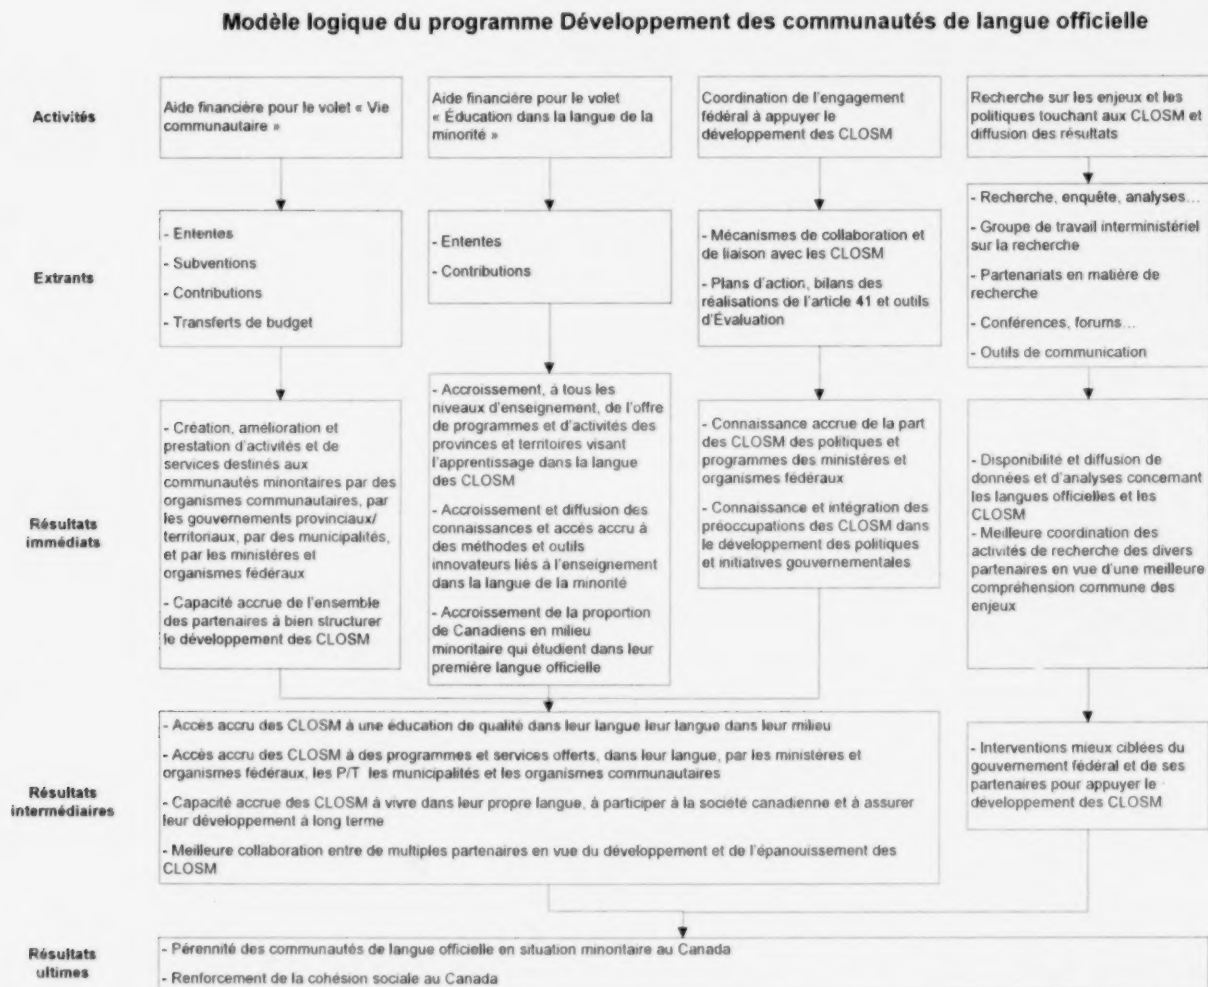 Modèle logique du programme Développement des communautés de langue officielle
Activités
Aide financière pour le volet « Vie
communautaire »
Aide financière pour le volet
« Éducation dans la langue de la
minorité »
Coordination de l'engagement
fédéral à appuyer le
développement des CLOSM
Recherche sur les enjeux et les
politiques touchant aux CLOSM et
diffusion des résultats
Extrants
- Ententes
- Subventions
- Contributions
- Transferts de budget
- Ententes
- Contributions
- Mécanismes de collaboration et
de liaison avec les CLOSM
- Plans d'action, bilans des
réalisations de l'article 41 et outils
d'Évaluation
- Recherche, enquête, analyses...
- Groupe de travail interministériel
sur la recherche
- Partenariats en matière de
recherche
- Conférences, forums...
- Outils de communication
Résultats
immédiats
- Création, amélioration et
prestation d'activités et de
services destinés aux
communautés minoritaires par des
organismes communautaires, par
les gouvernements provinciaux/
territoriaux, par des municipalités,
et par les ministères et
organismes fédéraux
- Capacité accrue de l'ensemble
des partenaires à bien structurer
le développement des CLOSM
- Accroissement, à tous les
niveaux d'enseignement, de l'offre
de programmes et d'activités des
provinces et territoires visant
l'apprentissage dans la langue
des CLOSM
- Accroissement et diffusion des
connaissances et accès accru à
des méthodes et outils
innovateurs liés à l'enseignement
dans la langue de la minorité
- Accroissement de la proportion
de Canadiens en milieu
minoritaire qui étudient dans leur
première langue officielle
- Connaissance accrue de la part
des CLOSM des politiques et
programmes des ministères et
organismes fédéraux
- Connaissance et intégration des
préoccupations des CLOSM dans
le développement des politiques
et initiatives gouvernementales
- Disponibilité et diffusion de
données et d'analyses concernant
les langues officielles et les
CLOSM
- Meilleure coordination des
activités de recherche des divers
partenaires en vue d'une meilleure
compréhension commune des
enjeux
Résultats
intermédiaires
- Accès accru des CLOSM à une éducation de qualité dans leur langue leur langue dans leur milieu
- Accès accru des CLOSM à des programmes et services offerts, dans leur langue, par les ministères et
organismes fédéraux, les P/T les municipalités et les organismes communautaires
- Capacité accrue des CLOSM à vivre dans leur propre langue, à participer à la société canadienne et à assurer
leur développement à long terme
- Meilleure collaboration entre de multiples partenaires en vue du développement et de l'épanouissement des
CLOSM
- Interventions mieux ciblées du
gouvernement fédéral et de ses
partenaires pour appuyer le
développement des CLOSM
Résultats
ultimes
- Pérennité des communautés de langue officielle en situation minoritaire au Canada
- Renforcement de la cohésion sociale au Canada